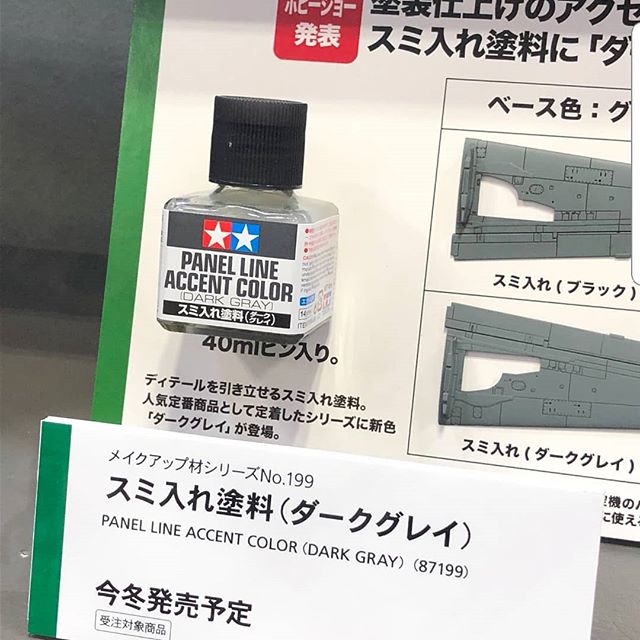 ホビーショー
発表
塗装仕上げのアクセ
スミ入れ塗料に「ダ
ベース色：グ
PANEL LINE
ACCENT COLOR
(DARK GRAY)
スミ入れ塗料(ダークグレイ)
40mlビン入り。
スミ入れ(ブラック)
ディテールを引き立てるスミ入れ塗料。
人気定番商品として定着したシリーズに新色
「ダークグレイ」が登場。
スミ入れ(ダークグレイ)
メイクアップ材シリーズNo.199
スミ入れ塗料(ダークグレイ)
PANEL LINE ACCENT COLOR (DARK GRAY) (87199)
今冬発売予定
受注対象商品